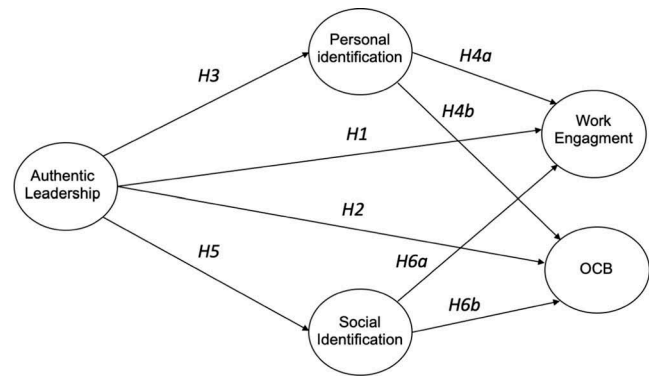 Personal
identification
H3
H4a
H4b
Work
Engagment
H1
Authentic
Leadership
H2
H5
H6a
OCB
H6b
Social
Identification